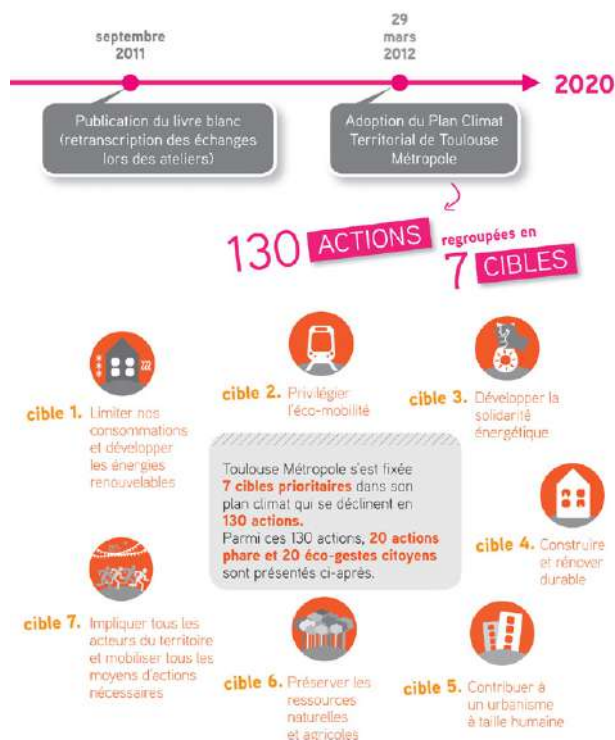 septembre
2011
29
mars
2012
2020
Publication du livre blanc
(retranscription des échanges
lors des ateliers)
Adoption du Plan Climat
Territorial de Toulouse
Métropole
130 ACTIONS
regroupées en
7 CIBLES
cible 1. Limiter nos
consommations
et développer
les énergies
renouvelables
cible 2. Privilégier
l'éco-mobilité
cible 3. Développer la
solidarité
énergétique
Toulouse Métropole s'est fixée
7 cibles prioritaires dans son
plan climat qui se déclinent en
130 actions.
Parmi ces 130 actions, 20 actions
phare et 20 éco-gestes citoyens
sont présentés ci-après.
cible 4. Construire
et rénover
durable
cible 7. Impliquer tous les
acteurs du territoire
et mobiliser tous les
moyens d'actions
nécessaires
cible 6. Préserver les
ressources
naturelles
et agricoles
cible 5. Contribuer à
un urbanisme
à taille humaine